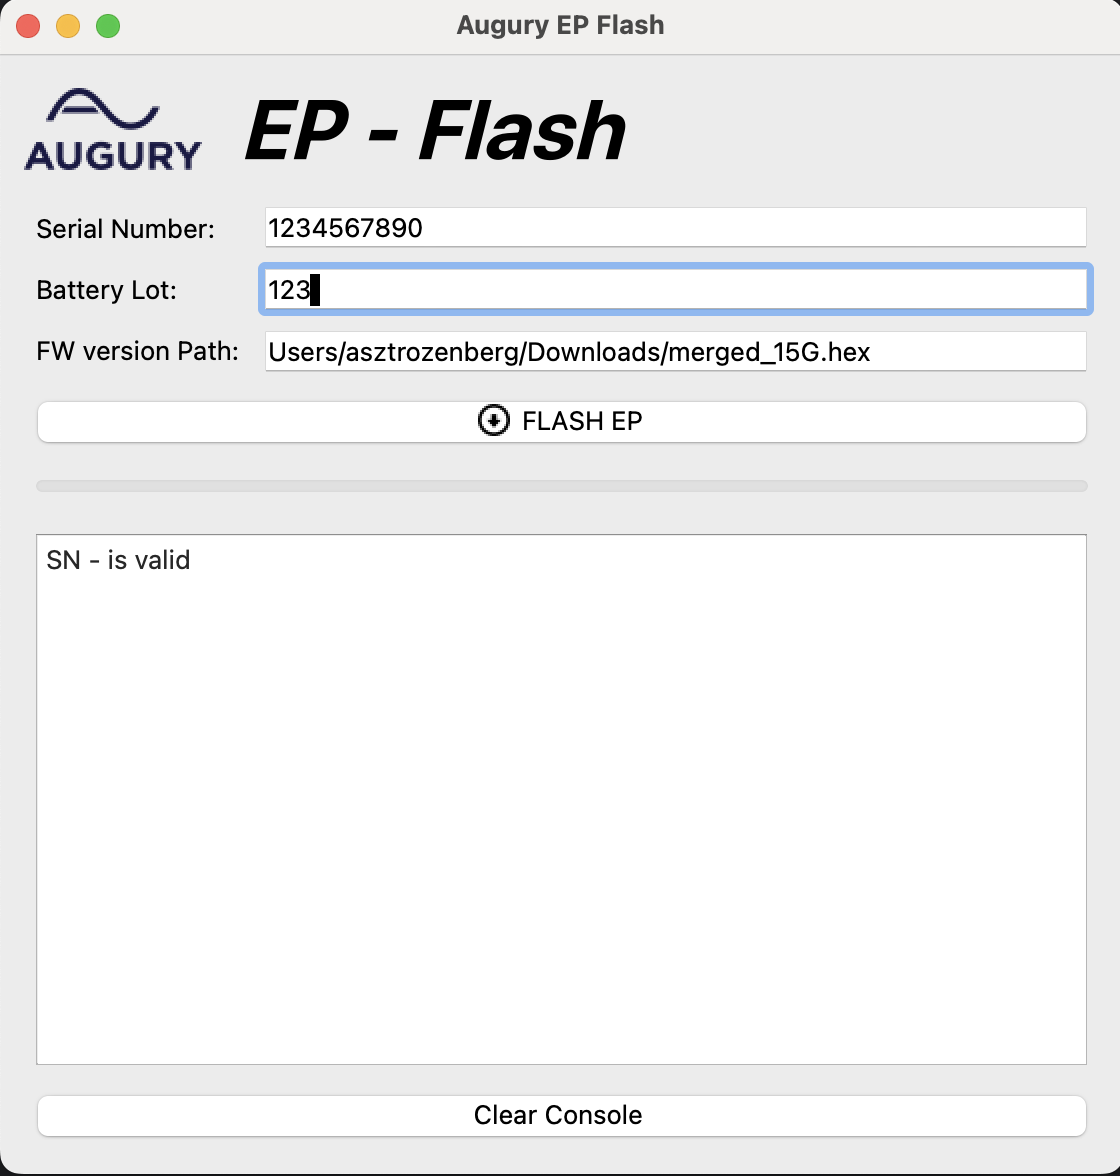 Augury EP Flash
AUGURY
EP - Flash
Serial Number: 1234567890
Battery Lot: 123
FW version Path: Users/asztrozenberg/Downloads/merged_15G.hex
FLASH EP
SN - is valid
Clear Console